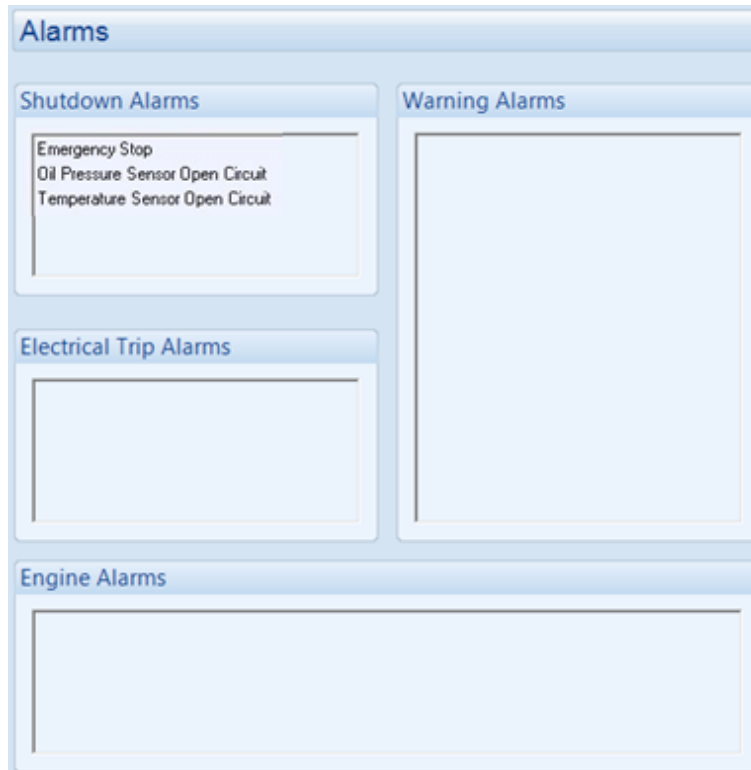 Alarms
Shutdown Alarms
Emergency Stop
Oil Pressure Sensor Open Circuit
Temperature Sensor Open Circuit
Warning Alarms
Electrical Trip Alarms
Engine Alarms